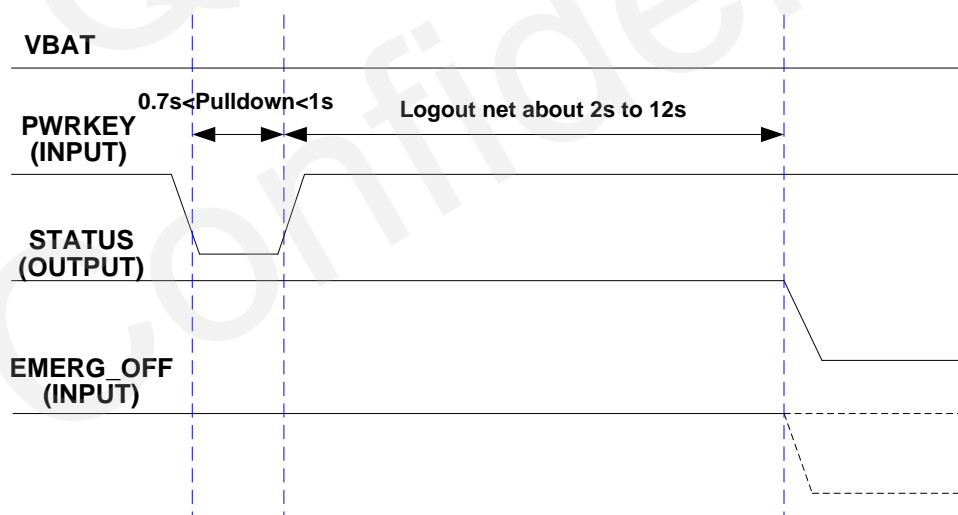 VBAT
0.7s<Pulldown<1s
Logout net about 2s to 12s
PWRKEY
(INPUT)
STATUS
(OUTPUT)
EMERG_OFF
(INPUT)